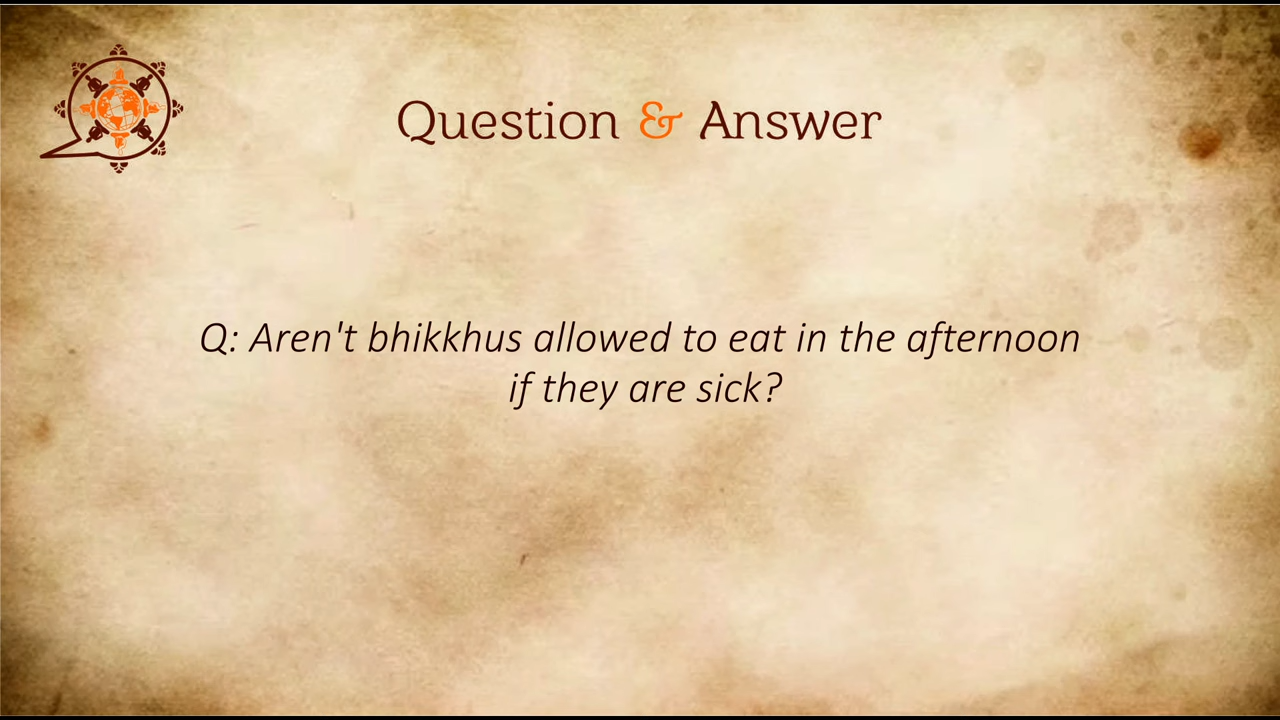 Question & Answer
Q: Aren't bhikkhus allowed to eat in the afternoon
if they are sick?